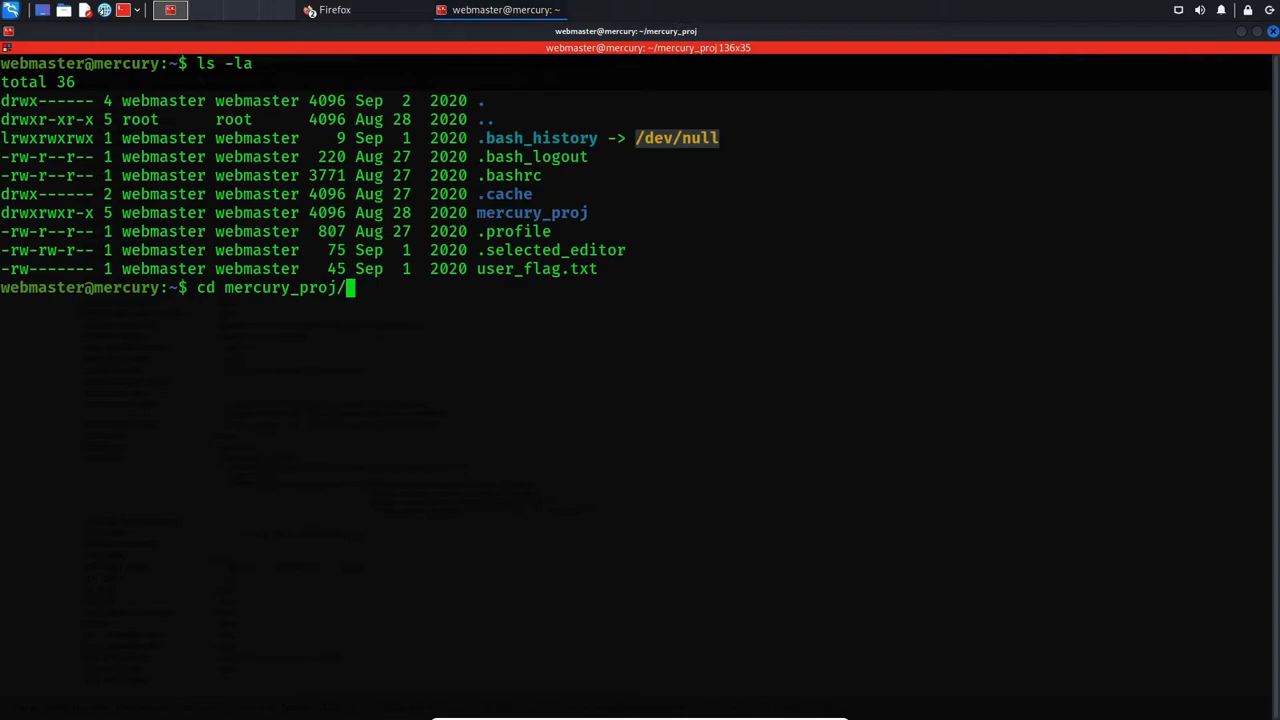 Firefox
webmaster@mercury: ~
webmaster@mercury: ~/mercury_proj
webmaster@mercury: ~/mercury_proj 136x35
webmaster@mercury:~$ ls -la
total 36
drwx------ 4 webmaster webmaster 4096 Sep  2  2020 .
drwxr-xr-x 5 root      root      4096 Aug 28  2020 ..
lrwxrwxrwx 1 webmaster webmaster    9 Sep  1  2020 .bash_history -> /dev/null
-rw-r--r-- 1 webmaster webmaster  220 Aug 27  2020 .bash_logout
-rw-r--r-- 1 webmaster webmaster 3771 Aug 27  2020 .bashrc
drwx------ 2 webmaster webmaster 4096 Aug 27  2020 .cache
drwxrwxr-x 5 webmaster webmaster 4096 Aug 28  2020 mercury_proj
-rw-r--r-- 1 webmaster webmaster  807 Aug 27  2020 .profile
-rw-rw-r-- 1 webmaster webmaster   75 Sep  1  2020 .selected_editor
-rw------- 1 webmaster webmaster   45 Sep  1  2020 user_flag.txt
webmaster@mercury:~$ cd mercury_proj/